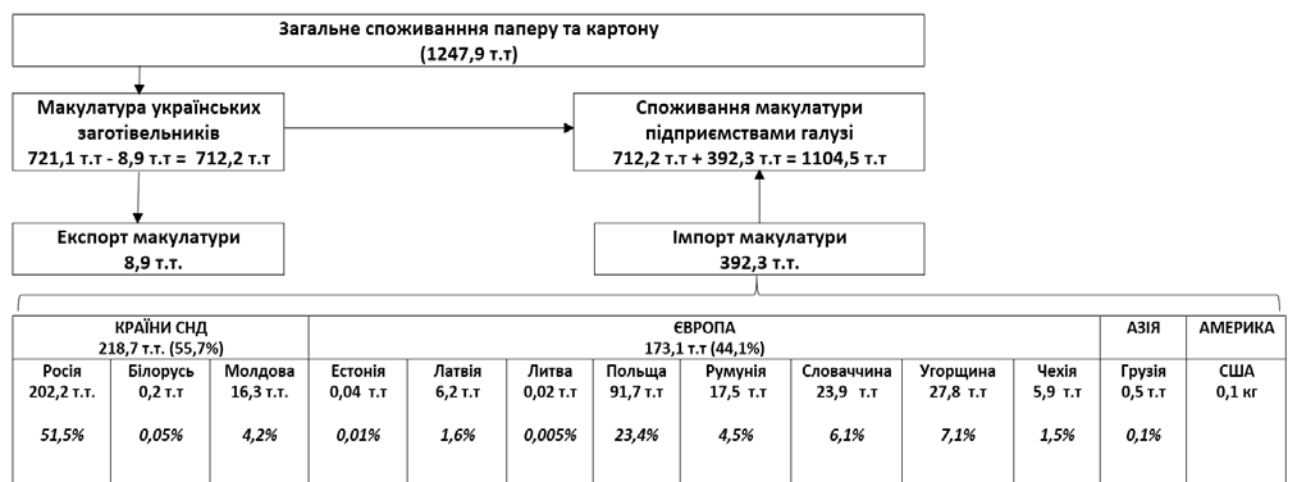 Загальне споживанння паперу та картону
(1247,9 т.т)
Макулатура українських
заготівельників
721,1 т.т - 8,9 т.т = 712,2 т.т
Споживання макулатури
підприємствами галузі
712,2 т.т + 392,3 т.т = 1104,5 т.т
Експорт макулатури
8,9 т.т.
Імпорт макулатури
392,3 т.т.
КРАЇНИ СНД
218,7 т.т. (55,7%)
ЄВРОПА
173,1 т.т (44,1%)
АЗІЯ
АМЕРИКА
Росія
202,2 т.т.
51,5%
Білорусь
0,2 т.т
0,05%
Молдова
16,3 т.т.
4,2%
Естонія
0,04 т.т
0,01%
Латвія
6,2 т.т
1,6%
Литва
0,02 т.т
0,005%
Польща
91,7 т.т
23,4%
Румунія
17,5 т.т
4,5%
Словаччина
23,9 т.т
6,1%
Угорщина
27,8 т.т
7,1%
Чехія
5,9 т.т
1,5%
Грузія
0,5 т.т
0,1%
США
0,1 кг